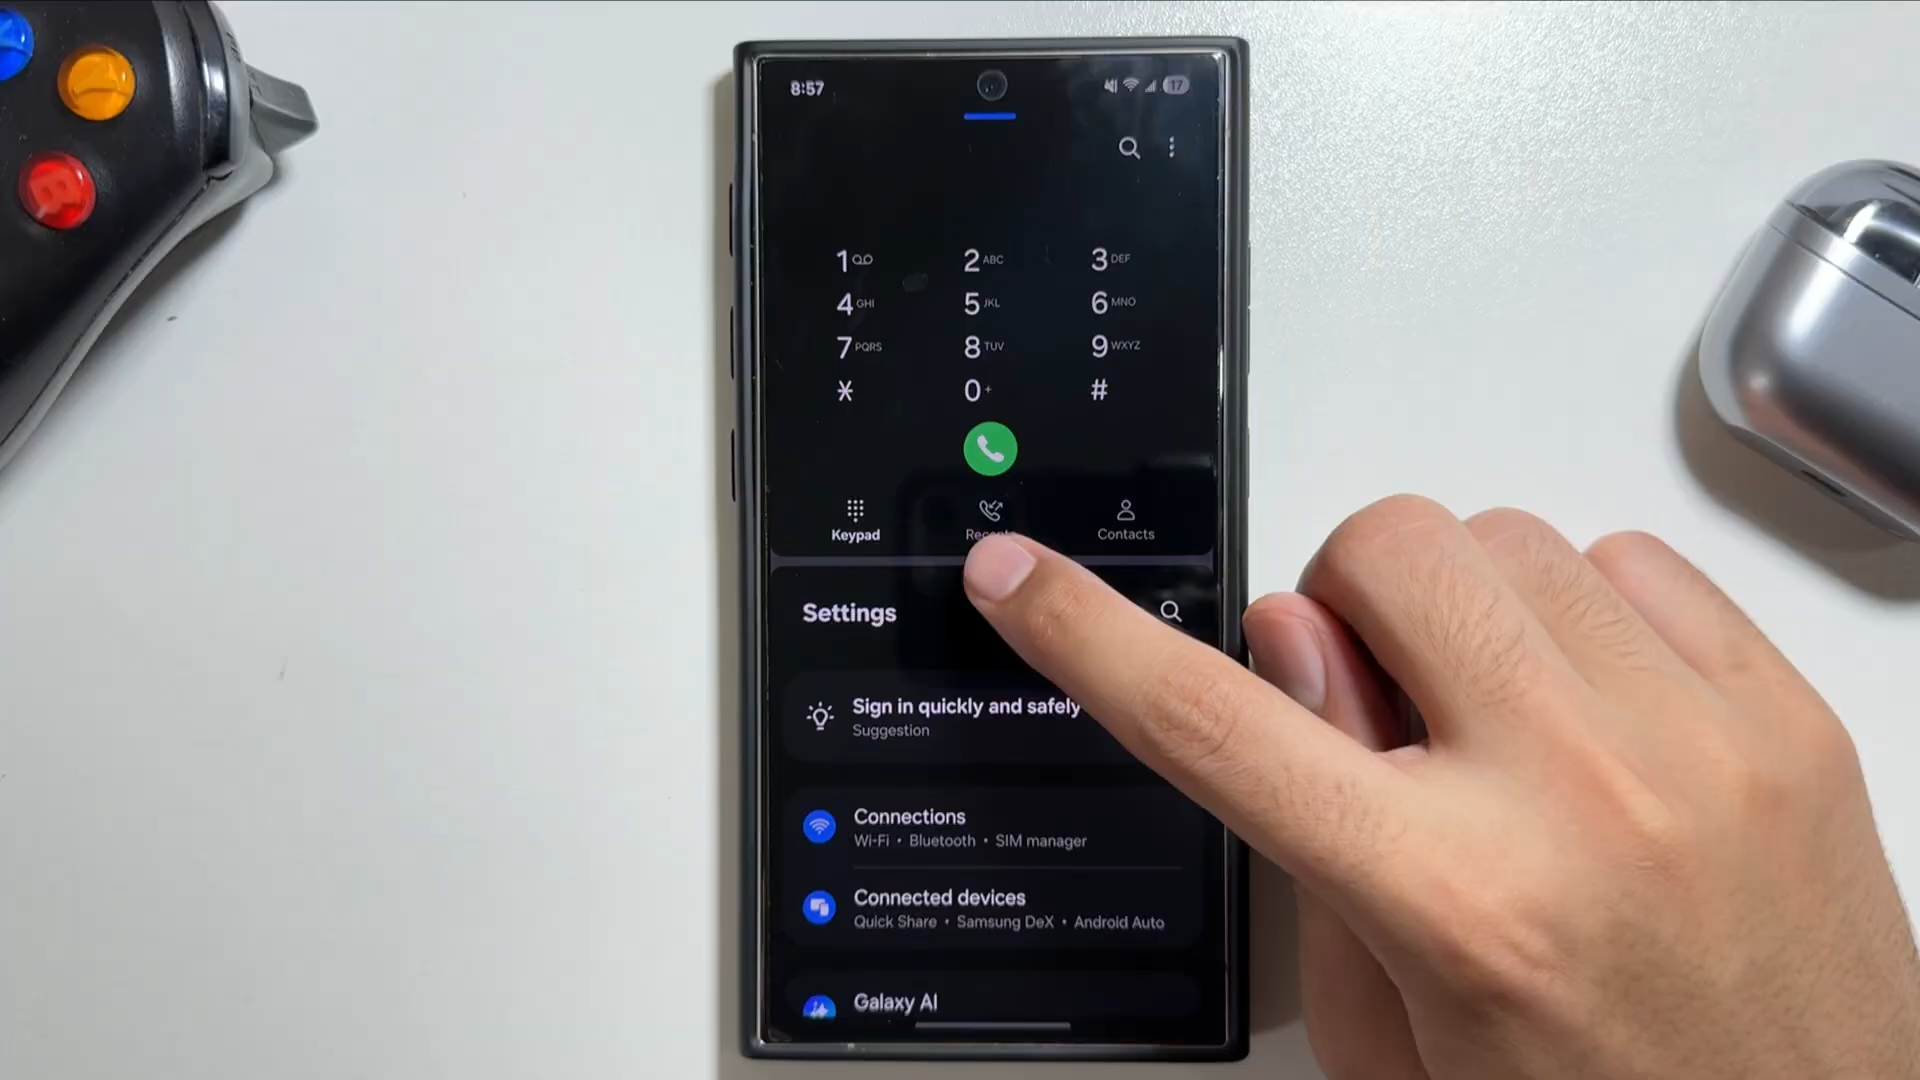 8:57 17
1 2 ABC 3 DEF
4 GHI 5 JKL 6 MNO
7 PQRS 8 TUV 9 WXYZ
* 0 + #
Keypad Recents Contacts
Settings
Sign in quickly and safely
Suggestion
Connections
Wi-Fi • Bluetooth • SIM manager
Connected devices
Quick Share • Samsung DeX • Android Auto
Galaxy AI
B